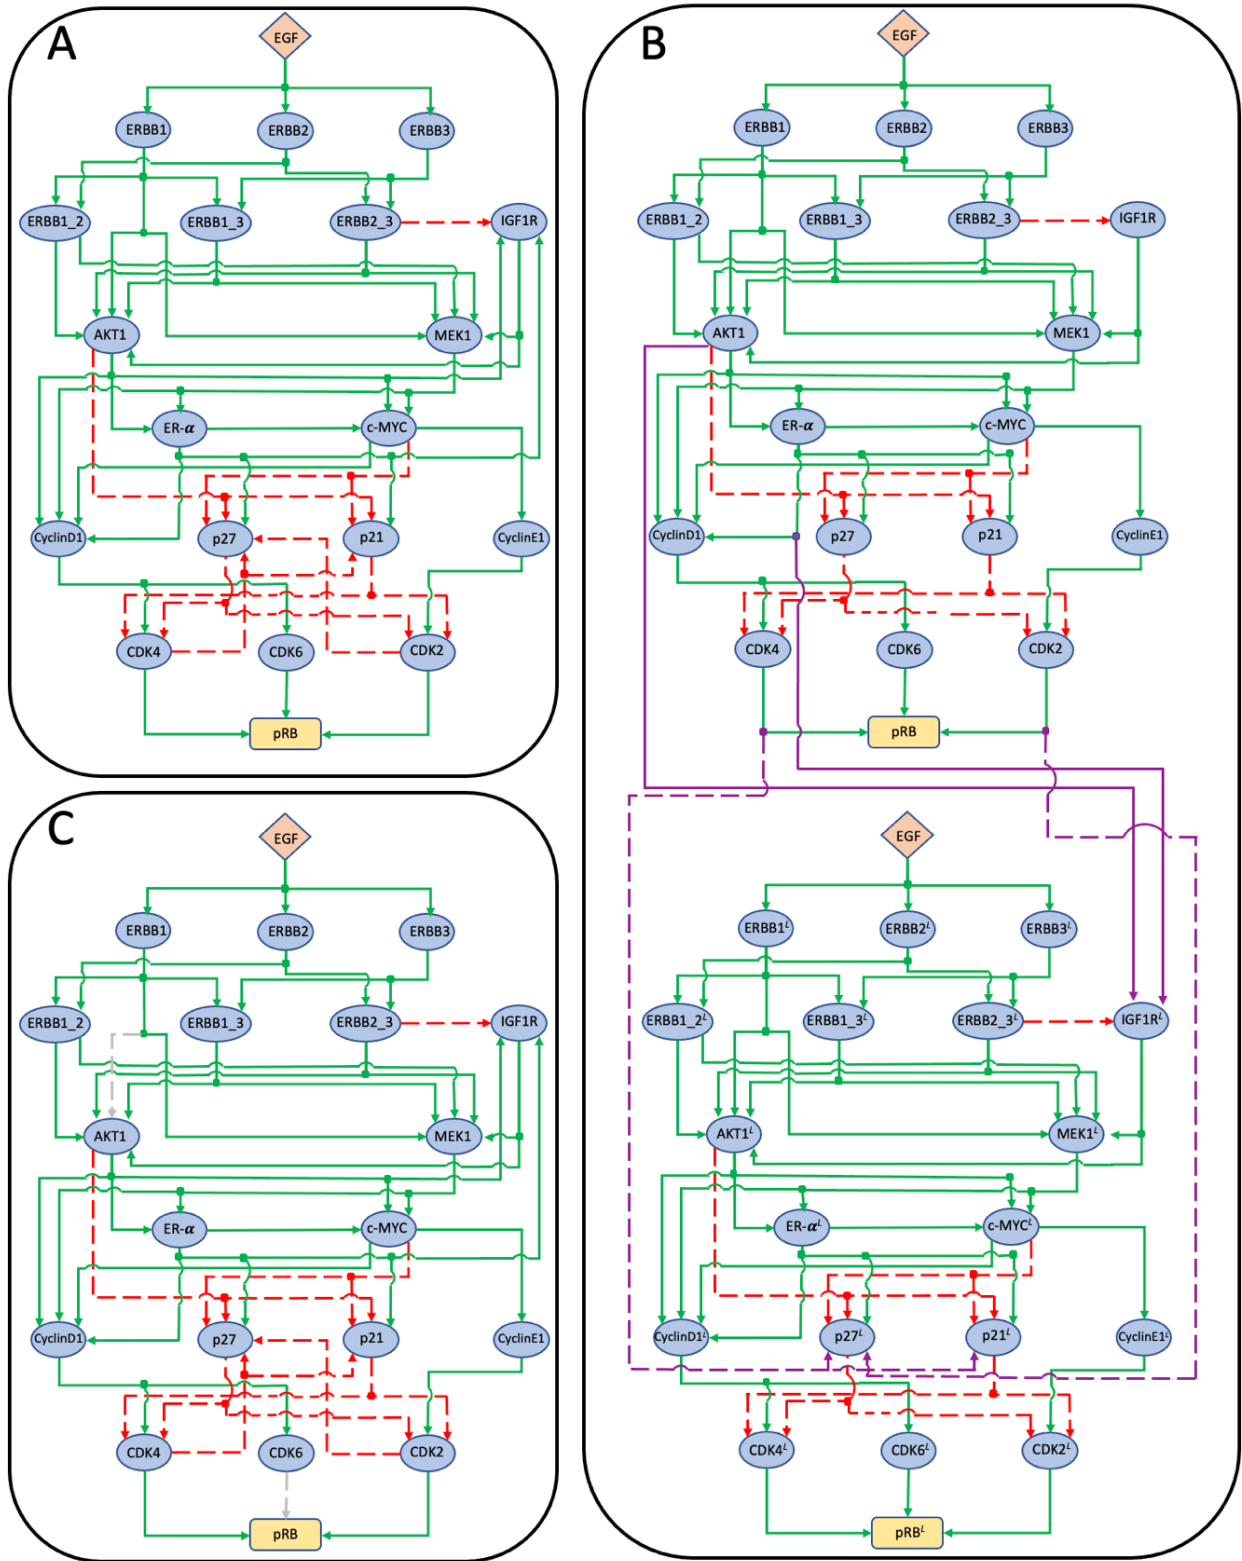 A
EGF
ERBB1 ERBB2 ERBB3
ERBB1_2 ERBB1_3 ERBB2_3 IGF1R
AKT1 MEK1
ER-α c-MYC
CyclinD1 p27 p21 CyclinE1
CDK4 CDK6 CDK2
pRB
B
EGF
ERBB1 ERBB2 ERBB3
ERBB1_2 ERBB1_3 ERBB2_3 IGF1R
AKT1 MEK1
ER-α c-MYC
CyclinD1 p27 p21 CyclinE1
CDK4 CDK6 CDK2
pRB
EGF
ERBB1ᴸ ERBB2ᴸ ERBB3ᴸ
ERBB1_2ᴸ ERBB1_3ᴸ ERBB2_3ᴸ IGF1Rᴸ
AKT1ᴸ MEK1ᴸ
ER-αᴸ c-MYCᴸ
CyclinD1ᴸ p27ᴸ p21ᴸ CyclinE1ᴸ
CDK4ᴸ CDK6ᴸ CDK2ᴸ
pRBᴸ
C
EGF
ERBB1 ERBB2 ERBB3
ERBB1_2 ERBB1_3 ERBB2_3 IGF1R
AKT1 MEK1
ER-α c-MYC
CyclinD1 p27 p21 CyclinE1
CDK4 CDK6 CDK2
pRB